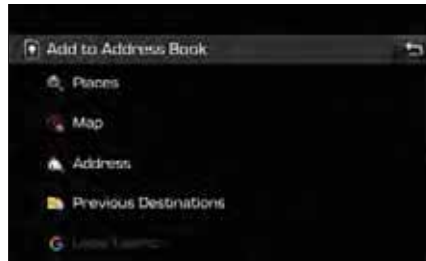 Add to Address Book
Places
Map
Address
Previous Destinations